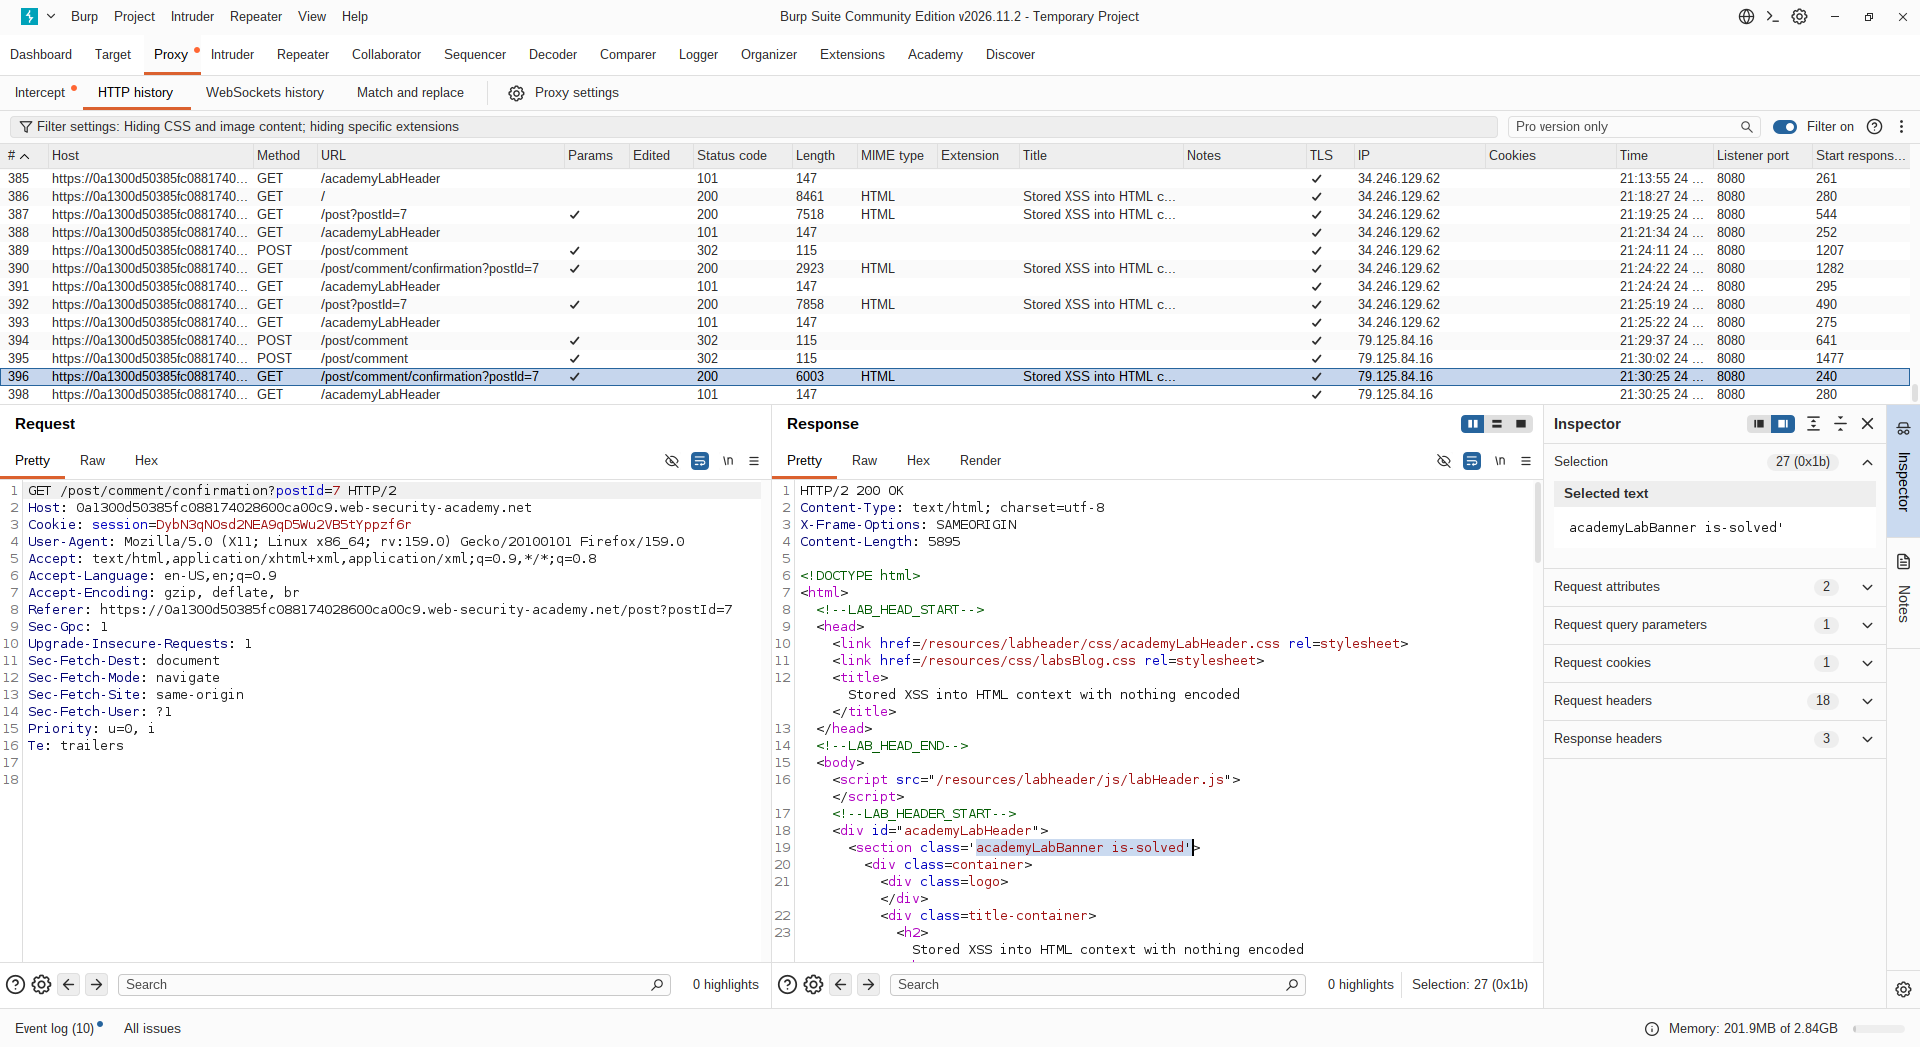 Burp Project Intruder Repeater View Help Burp Suite Community Edition v2026.11.2 - Temporary Project
Dashboard Target Proxy Intruder Repeater Collaborator Sequencer Decoder Comparer Logger Organizer Extensions Academy Discover
Intercept HTTP history WebSockets history Match and replace Proxy settings
Filter settings: Hiding CSS and image content; hiding specific extensions Pro version only Filter on
# Host Method URL Params Edited Status code Length MIME type Extension Title Notes TLS IP Cookies Time Listener port Start respons...
385 https://0a1300d50385fc0881740... GET /academyLabHeader 101 147 ✓ 34.246.129.62 21:13:55 24 ... 8080 261
386 https://0a1300d50385fc0881740... GET / 200 8461 HTML Stored XSS into HTML c... ✓ 34.246.129.62 21:18:27 24 ... 8080 280
387 https://0a1300d50385fc0881740... GET /post?postId=7 ✓ 200 7518 HTML Stored XSS into HTML c... ✓ 34.246.129.62 21:19:25 24 ... 8080 544
388 https://0a1300d50385fc0881740... GET /academyLabHeader 101 147 ✓ 34.246.129.62 21:21:34 24 ... 8080 252
389 https://0a1300d50385fc0881740... POST /post/comment ✓ 302 115 ✓ 34.246.129.62 21:24:11 24 ... 8080 1207
390 https://0a1300d50385fc0881740... GET /post/comment/confirmation?postId=7 ✓ 200 2923 HTML Stored XSS into HTML c... ✓ 34.246.129.62 21:24:22 24 ... 8080 1282
391 https://0a1300d50385fc0881740... GET /academyLabHeader 101 147 ✓ 34.246.129.62 21:24:24 24 ... 8080 295
392 https://0a1300d50385fc0881740... GET /post?postId=7 ✓ 200 7858 HTML Stored XSS into HTML c... ✓ 34.246.129.62 21:25:19 24 ... 8080 490
393 https://0a1300d50385fc0881740... GET /academyLabHeader 101 147 ✓ 34.246.129.62 21:25:22 24 ... 8080 275
394 https://0a1300d50385fc0881740... POST /post/comment ✓ 302 115 ✓ 79.125.84.16 21:29:37 24 ... 8080 641
395 https://0a1300d50385fc0881740... POST /post/comment ✓ 302 115 ✓ 79.125.84.16 21:30:02 24 ... 8080 1477
396 https://0a1300d50385fc0881740... GET /post/comment/confirmation?postId=7 ✓ 200 6003 HTML Stored XSS into HTML c... ✓ 79.125.84.16 21:30:25 24 ... 8080 240
398 https://0a1300d50385fc0881740... GET /academyLabHeader 101 147 ✓ 79.125.84.16 21:30:25 24 ... 8080 280
Request
Pretty Raw Hex \n
1 GET /post/comment/confirmation?postId=7 HTTP/2
2 Host: 0a1300d50385fc088174028600ca00c9.web-security-academy.net
3 Cookie: session=DybN3qNOsd2NEA9qD5Wu2VB5tYppzf6r
4 User-Agent: Mozilla/5.0 (X11; Linux x86_64; rv:159.0) Gecko/20100101 Firefox/159.0
5 Accept: text/html,application/xhtml+xml,application/xml;q=0.9,*/*;q=0.8
6 Accept-Language: en-US,en;q=0.9
7 Accept-Encoding: gzip, deflate, br
8 Referer: https://0a1300d50385fc088174028600ca00c9.web-security-academy.net/post?postId=7
9 Sec-Gpc: 1
10 Upgrade-Insecure-Requests: 1
11 Sec-Fetch-Dest: document
12 Sec-Fetch-Mode: navigate
13 Sec-Fetch-Site: same-origin
14 Sec-Fetch-User: ?1
15 Priority: u=0, i
16 Te: trailers
17
18
Search 0 highlights
Response
Pretty Raw Hex Render \n
1 HTTP/2 200 OK
2 Content-Type: text/html; charset=utf-8
3 X-Frame-Options: SAMEORIGIN
4 Content-Length: 5895
5
6 <!DOCTYPE html>
7 <html>
8 <!--LAB_HEAD_START-->
9 <head>
10 <link href=/resources/labheader/css/academyLabHeader.css rel=stylesheet>
11 <link href=/resources/css/labsBlog.css rel=stylesheet>
12 <title>
Stored XSS into HTML context with nothing encoded
</title>
13 </head>
14 <!--LAB_HEAD_END-->
15 <body>
16 <script src="/resources/labheader/js/labHeader.js">
</script>
17 <!--LAB_HEADER_START-->
18 <div id="academyLabHeader">
19 <section class='academyLabBanner is-solved'>
20 <div class=container>
21 <div class=logo>
</div>
22 <div class=title-container>
23 <h2>
Stored XSS into HTML context with nothing encoded
Search 0 highlights Selection: 27 (0x1b)
Inspector
Selection 27 (0x1b)
Selected text
academyLabBanner is-solved'
Request attributes 2
Request query parameters 1
Request cookies 1
Request headers 18
Response headers 3
Inspector
Notes
Event log (10) All issues Memory: 201.9MB of 2.84GB